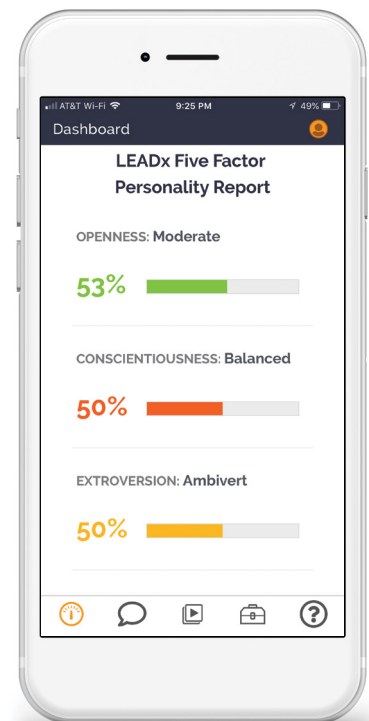 AT&T Wi-Fi 9:25 PM 49%
Dashboard
LEADx Five Factor
Personality Report
OPENNESS: Moderate
53%
CONSCIENTIOUSNESS: Balanced
50%
EXTROVERSION: Ambivert
50%
?